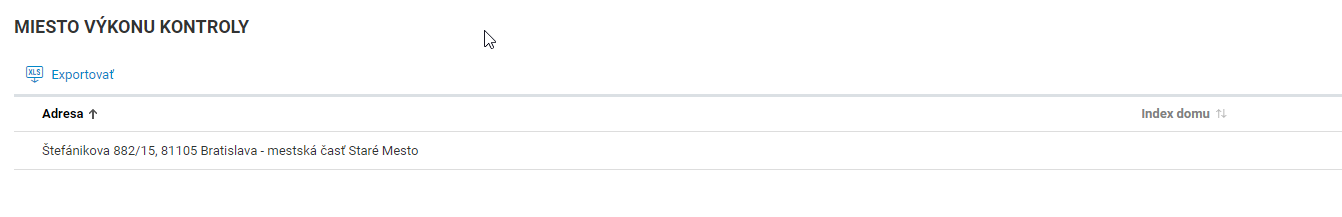 MIESTO VÝKONU KONTROLY
XLS Exportovať
Adresa Index domu
Štefánikova 882/15, 81105 Bratislava - mestská časť Staré Mesto